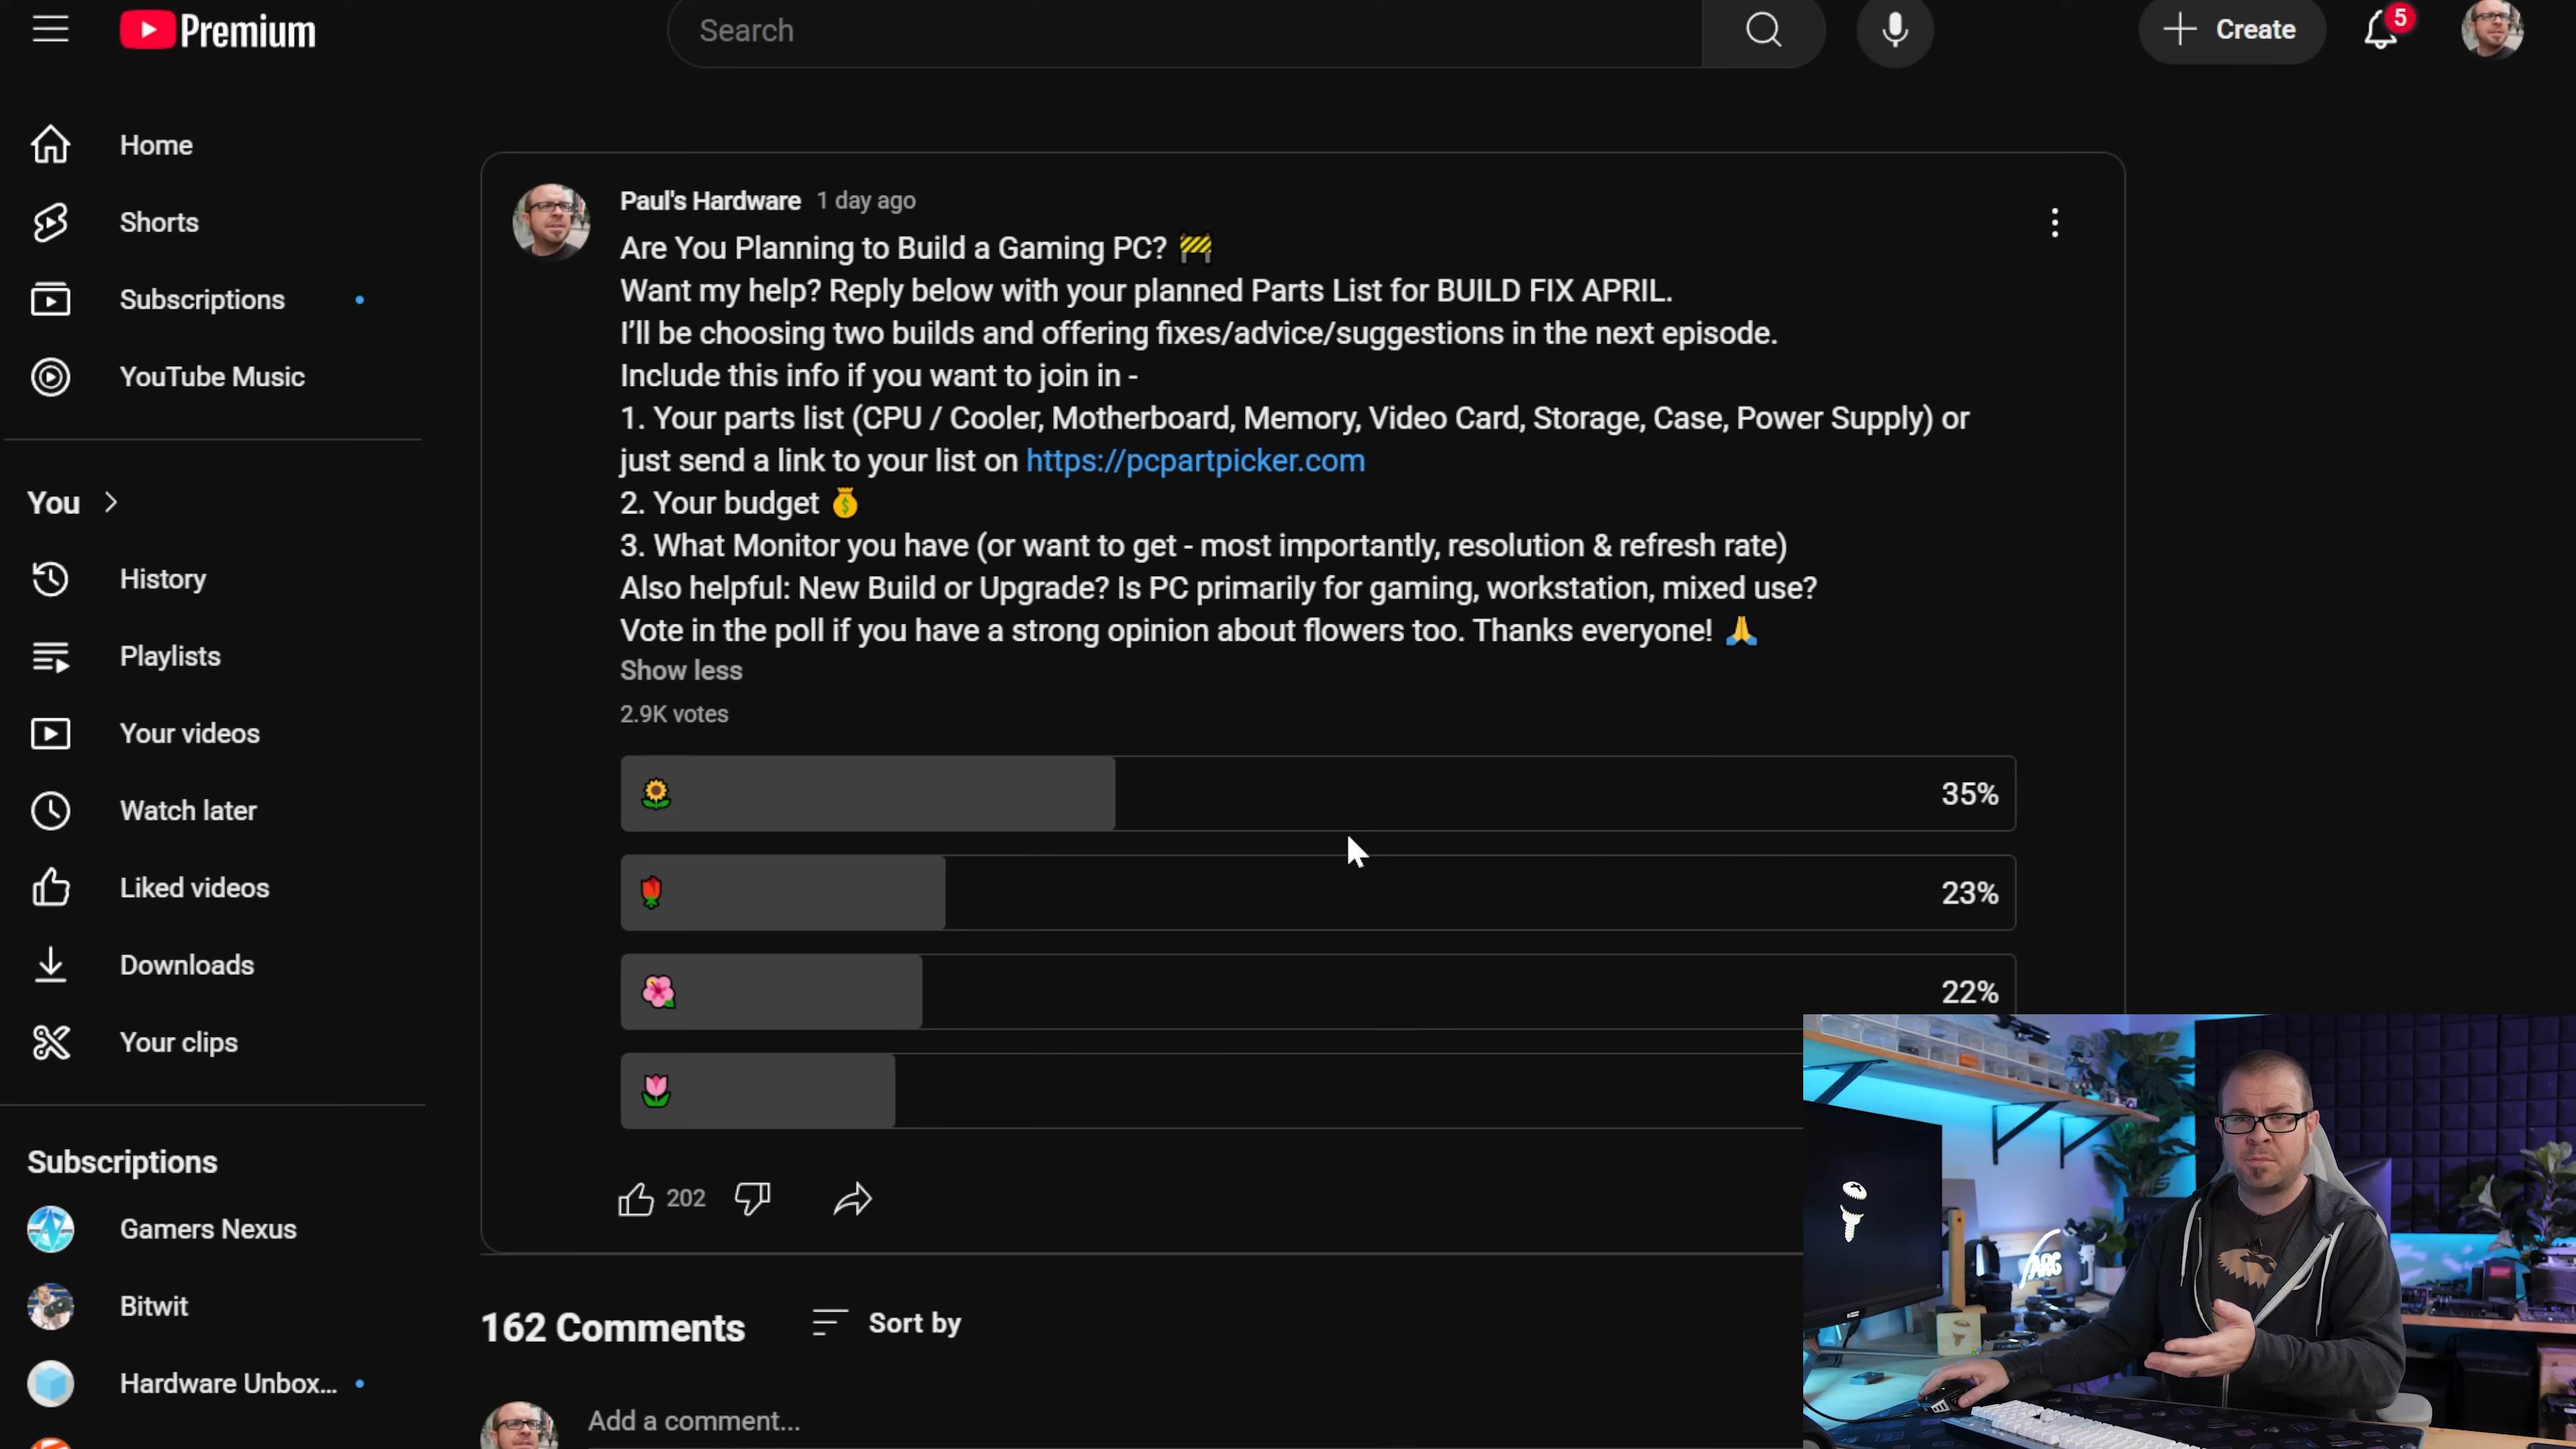 Premium
Search
Create
5
Home
Shorts
Subscriptions
YouTube Music
You
History
Playlists
Your videos
Watch later
Liked videos
Downloads
Your clips
Subscriptions
Gamers Nexus
Bitwit
Hardware Unbox...
Paul's Hardware 1 day ago
Are You Planning to Build a Gaming PC? 🚧
Want my help? Reply below with your planned Parts List for BUILD FIX APRIL.
I’ll be choosing two builds and offering fixes/advice/suggestions in the next episode.
Include this info if you want to join in -
1. Your parts list (CPU / Cooler, Motherboard, Memory, Video Card, Storage, Case, Power Supply) or
just send a link to your list on https://pcpartpicker.com
2. Your budget 💰
3. What Monitor you have (or want to get - most importantly, resolution & refresh rate)
Also helpful: New Build or Upgrade? Is PC primarily for gaming, workstation, mixed use?
Vote in the poll if you have a strong opinion about flowers too. Thanks everyone! 🙏
Show less
2.9K votes
🌻 35%
🌹 23%
🌺 22%
🌷
202
162 Comments Sort by
Add a comment...
ARC